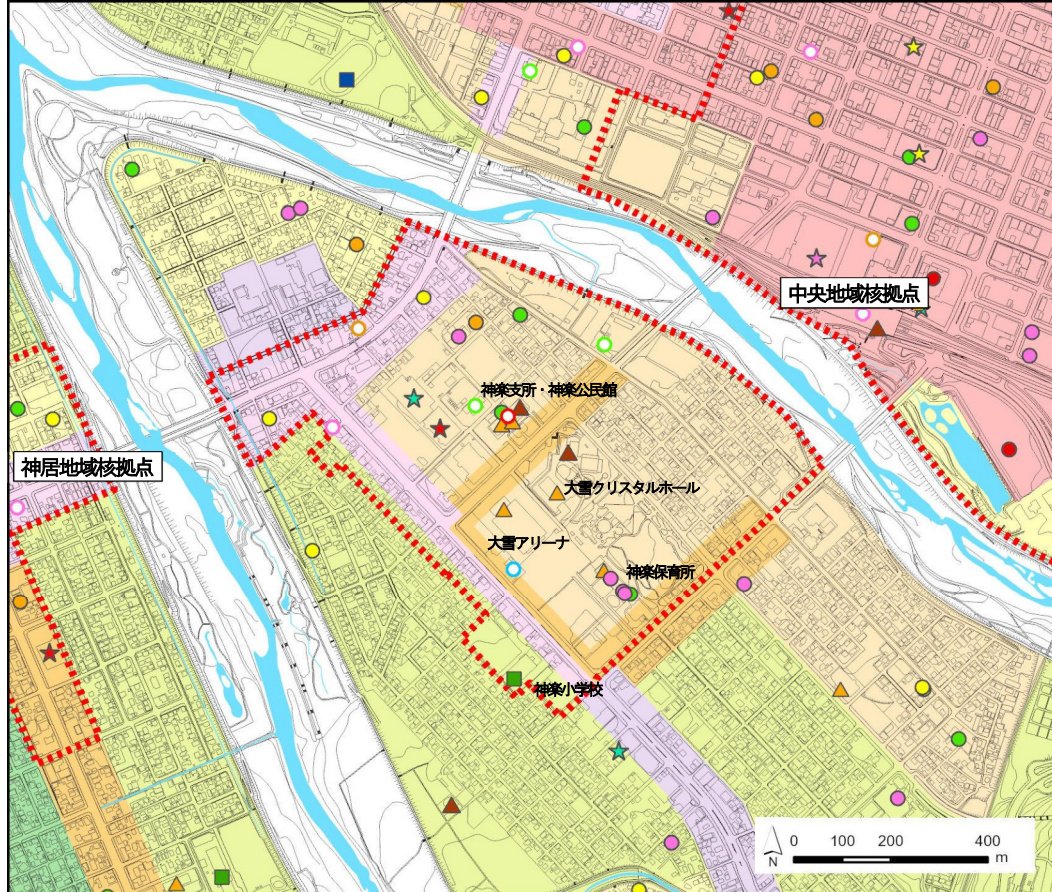 中央地域核拠点
神楽支所・神楽公民館
神居地域核拠点
大雪クリスタルホール
大雪アリーナ
神楽保育所
神楽小学校
N
0 100 200 400
m